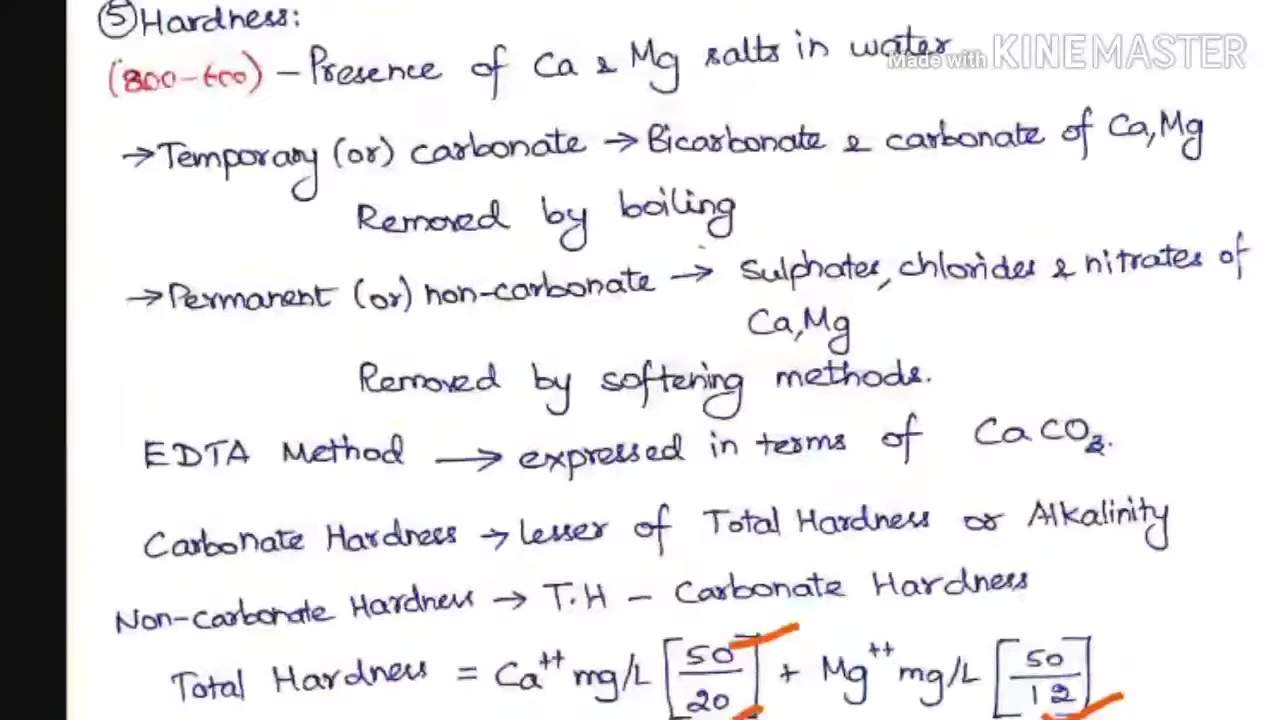 ⑤ Hardness:
(800-600) - Presence of Ca & Mg salts in water
Made with KINEMASTER
→ Temporary (or) carbonate → Bicarbonate & carbonate of Ca, Mg
Removed by boiling
→ Permanent (or) non-carbonate → Sulphates, chlorides & nitrates of
Ca, Mg
Removed by softening methods.
EDTA Method → expressed in terms of CaCO3.
Carbonate Hardness → lesser of Total Hardness or Alkalinity
Non-carbonate Hardness → T.H - Carbonate Hardness
Total Hardness = Ca++ mg/L [50/20] + Mg++ mg/L [50/12]